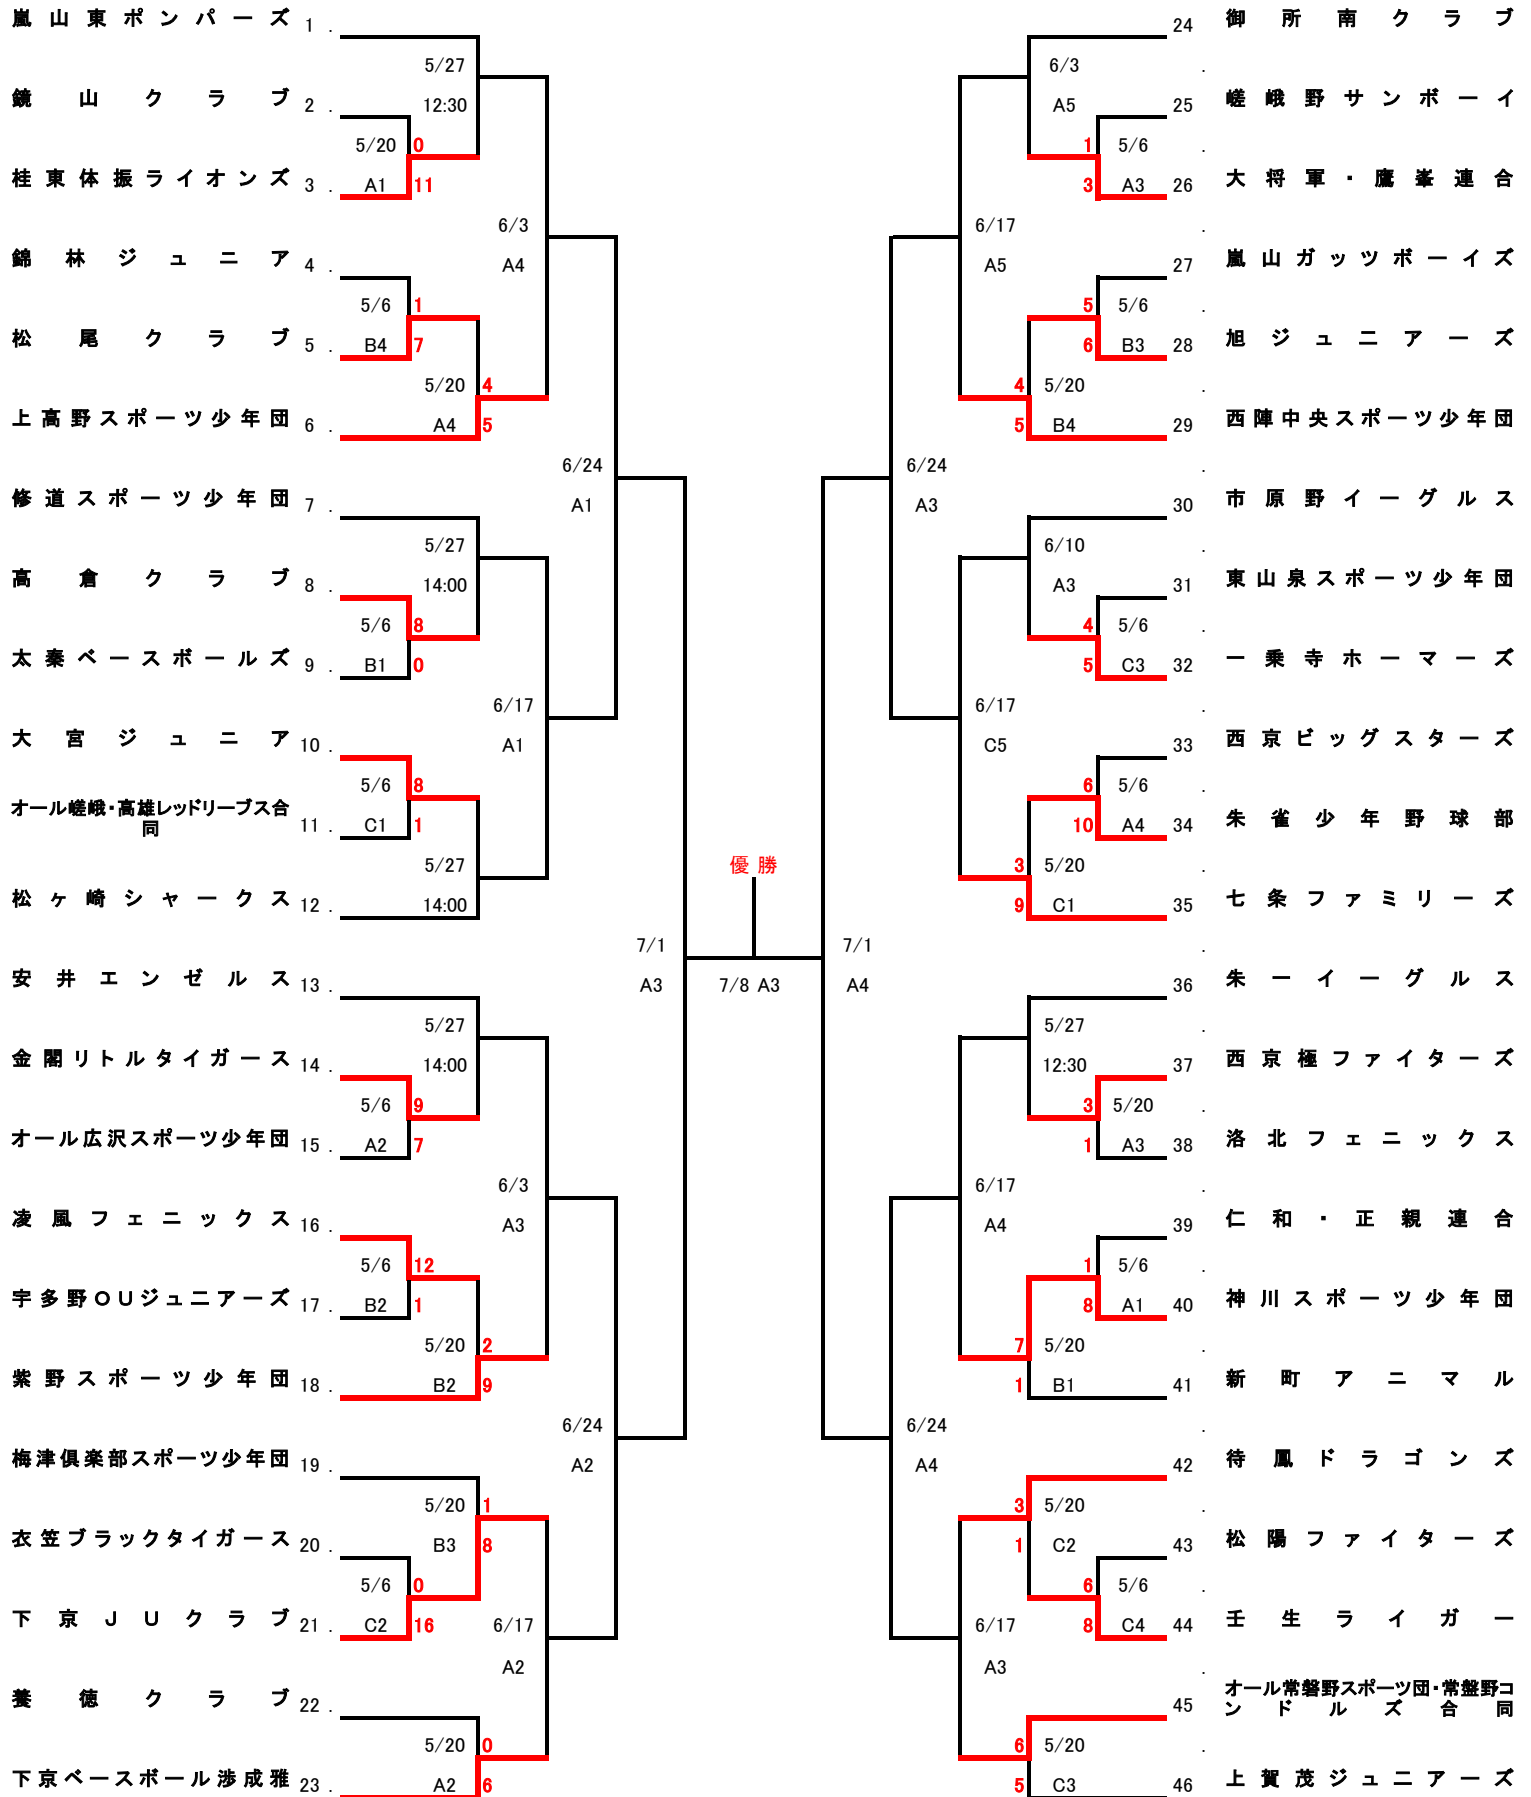 嵐山東ポンパーズ 1 .
5/27
鏡山クラブ 2 .
12:30
5/20 0
桂東体振ライオンズ 3 .
A1 11
6/3
錦林ジュニア 4 .
A4
5/6 1
松尾クラブ 5 .
B4 7
5/20 4
上高野スポーツ少年団 6 .
A4 5
6/24
修道スポーツ少年団 7 .
A1
5/27
高倉クラブ 8 .
14:00
5/6 8
太秦ベースボールズ 9 .
B1 0
6/17
大宮ジュニア 10 .
A1
5/6 8
オール嵯峨・高雄レッドリーブス合
同
11 .
C1 1
5/27
松ヶ崎シャークス 12 .
14:00
7/1
安井エンゼルス 13 .
A3
5/27
金閣リトルタイガース 14 .
14:00
5/6 9
オール広沢スポーツ少年団 15 .
A2 7
6/3
凌風フェニックス 16 .
A3
5/6 12
宇多野OUジュニアーズ 17 .
B2 1
5/20 2
紫野スポーツ少年団 18 .
B2 9
6/24
梅津倶楽部スポーツ少年団 19 .
A2
5/20 1
衣笠ブラックタイガース 20 .
B3 8
5/6 0
下京JUクラブ 21 .
C2 16
6/17
A2
養徳クラブ 22 .
5/20 0
下京ベースボール渉成雅 23 .
A2 6
優勝
7/8 A3
24 御所南クラブ
6/3 .
A5
25 嵯峨野サンボーイ
1 5/6 .
3 A3
26 大将軍・鷹峯連合
6/17 .
A5
27 嵐山ガッツボーイズ
5 5/6 .
6 B3
28 旭ジュニアーズ
4 5/20 .
5 B4
29 西陣中央スポーツ少年団
6/24 .
A3
30 市原野イーグルス
6/10 .
A3
31 東山泉スポーツ少年団
4 5/6 .
5 C3
32 一乗寺ホーマーズ
6/17 .
C5
33 西京ビッグスターズ
6 5/6 .
10 A4
34 朱雀少年野球部
3 5/20 .
9 C1
35 七条ファミリーズ
7/1 .
A4
36 朱一イーグルス
5/27 .
12:30
37 西京極ファイターズ
3 5/20 .
1 A3
38 洛北フェニックス
6/17 .
A4
39 仁和・正親連合
1 5/6 .
8 A1
40 神川スポーツ少年団
7 5/20 .
1 B1
41 新町アニマル
6/24 .
A4
42 待鳳ドラゴンズ
3 5/20 .
1 C2
43 松陽ファイターズ
6 5/6 .
8 C4
44 壬生ライガー
6/17 .
A3
45 オール常磐野スポーツ団・常盤野コ
ンドルズ合同
6 5/20 .
5 C3
46 上賀茂ジュニアーズ